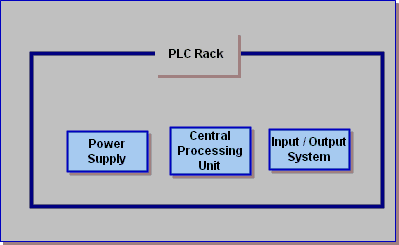 PLC Rack
Power
Supply
Central
Processing
Unit
Input / Output
System